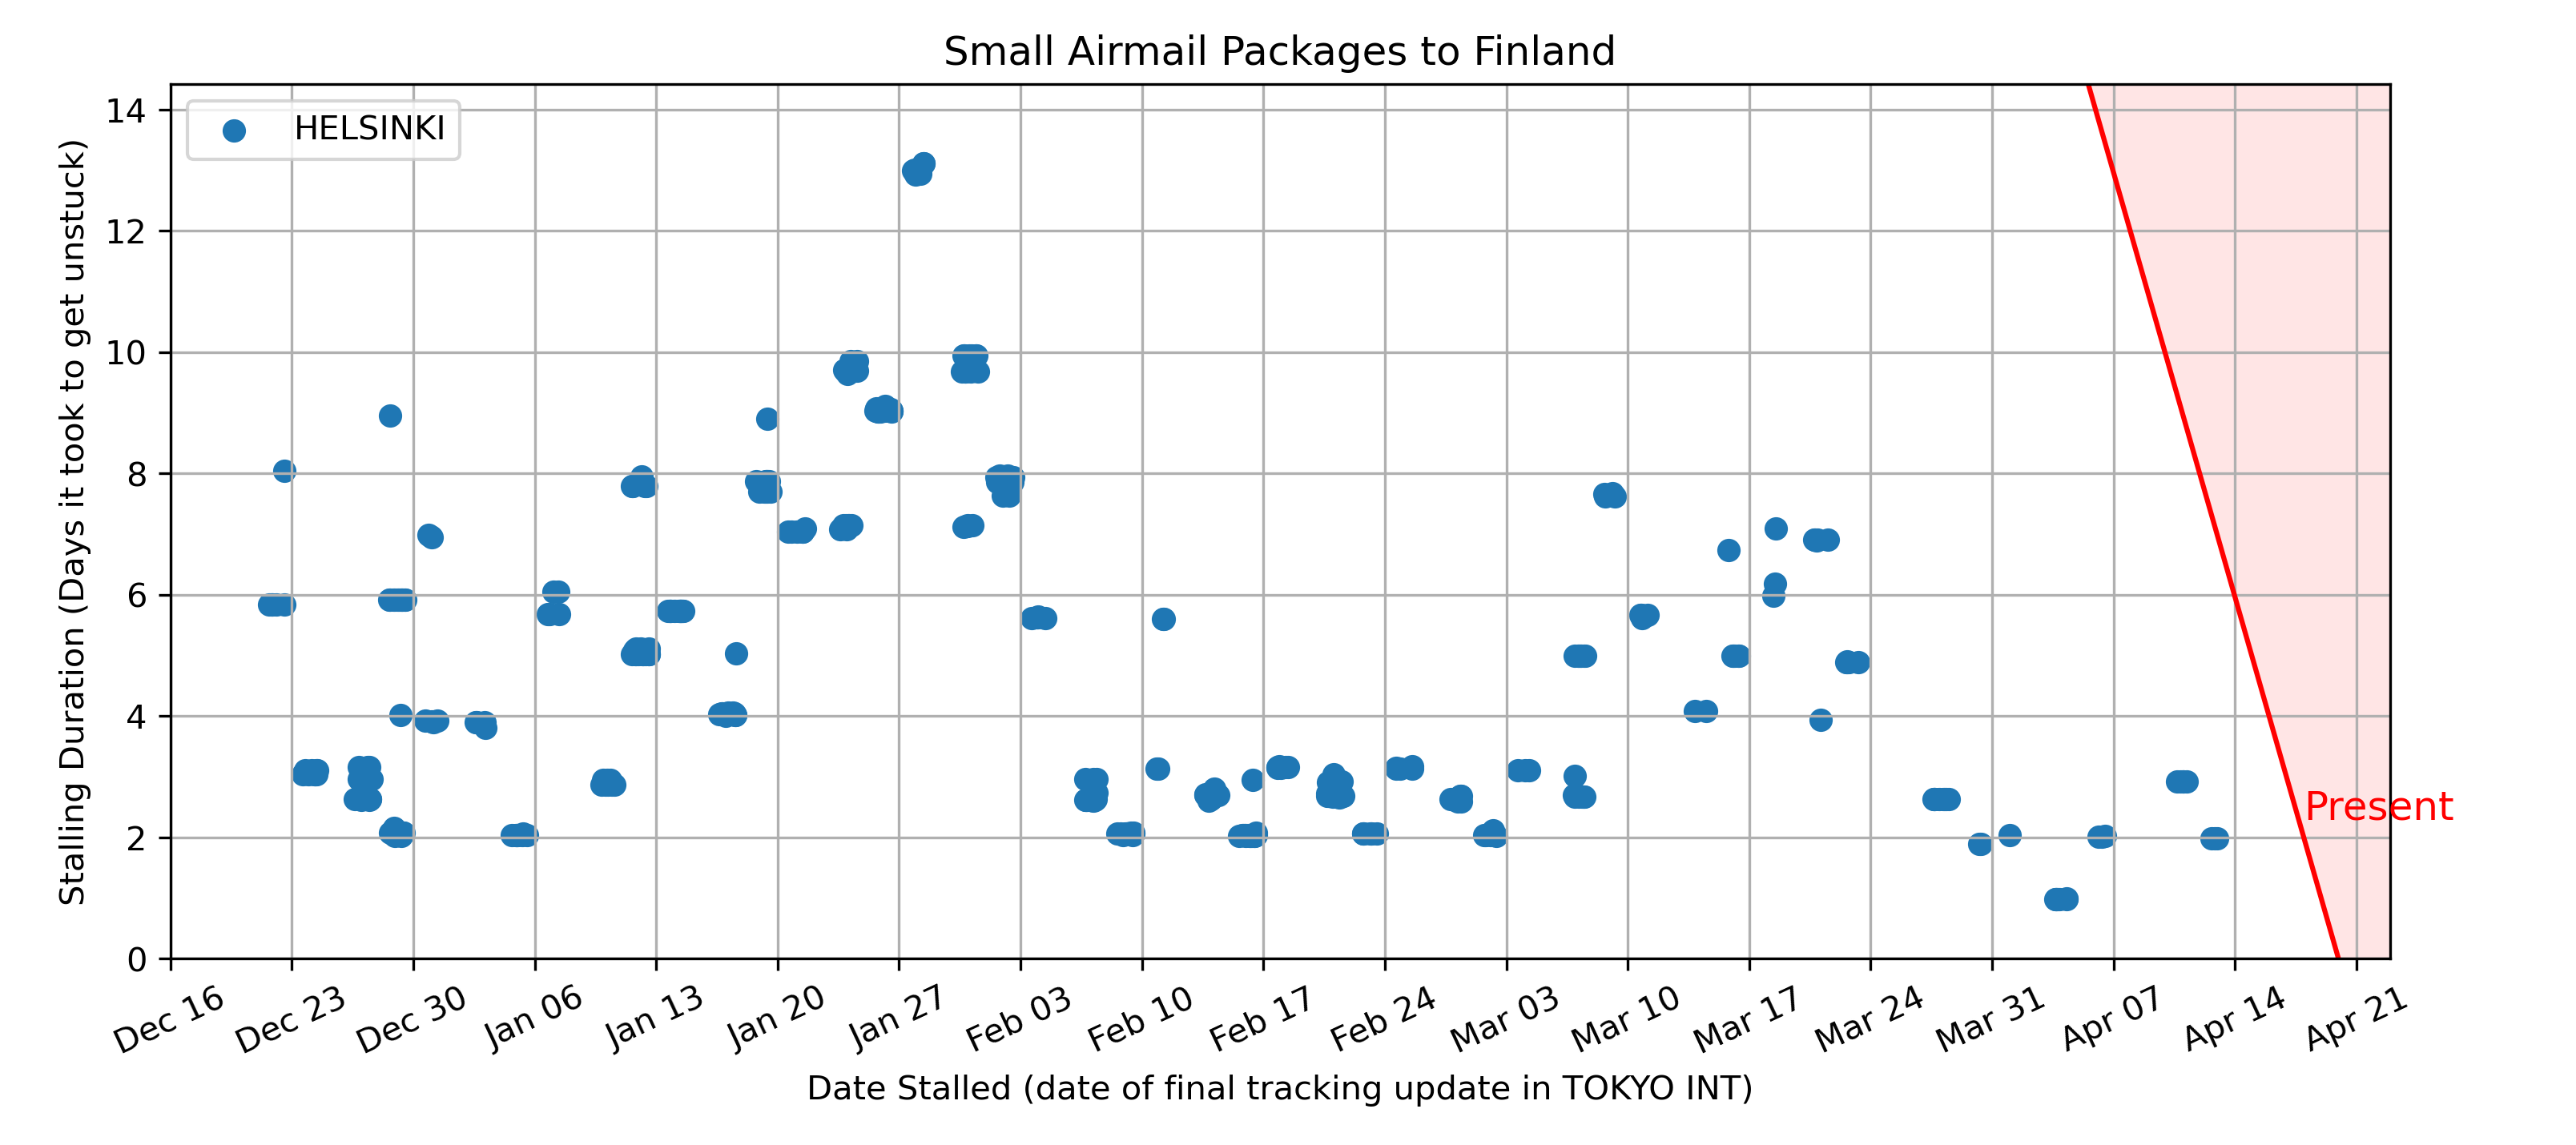 Small Airmail Packages to Finland
HELSINKI
Stalling Duration (Days it took to get unstuck)
14
12
10
8
6
4
2
0
Present
Dec 16 Dec 23 Dec 30 Jan 06 Jan 13 Jan 20 Jan 27 Feb 03 Feb 10 Feb 17 Feb 24 Mar 03 Mar 10 Mar 17 Mar 24 Mar 31 Apr 07 Apr 14 Apr 21
Date Stalled (date of final tracking update in TOKYO INT)